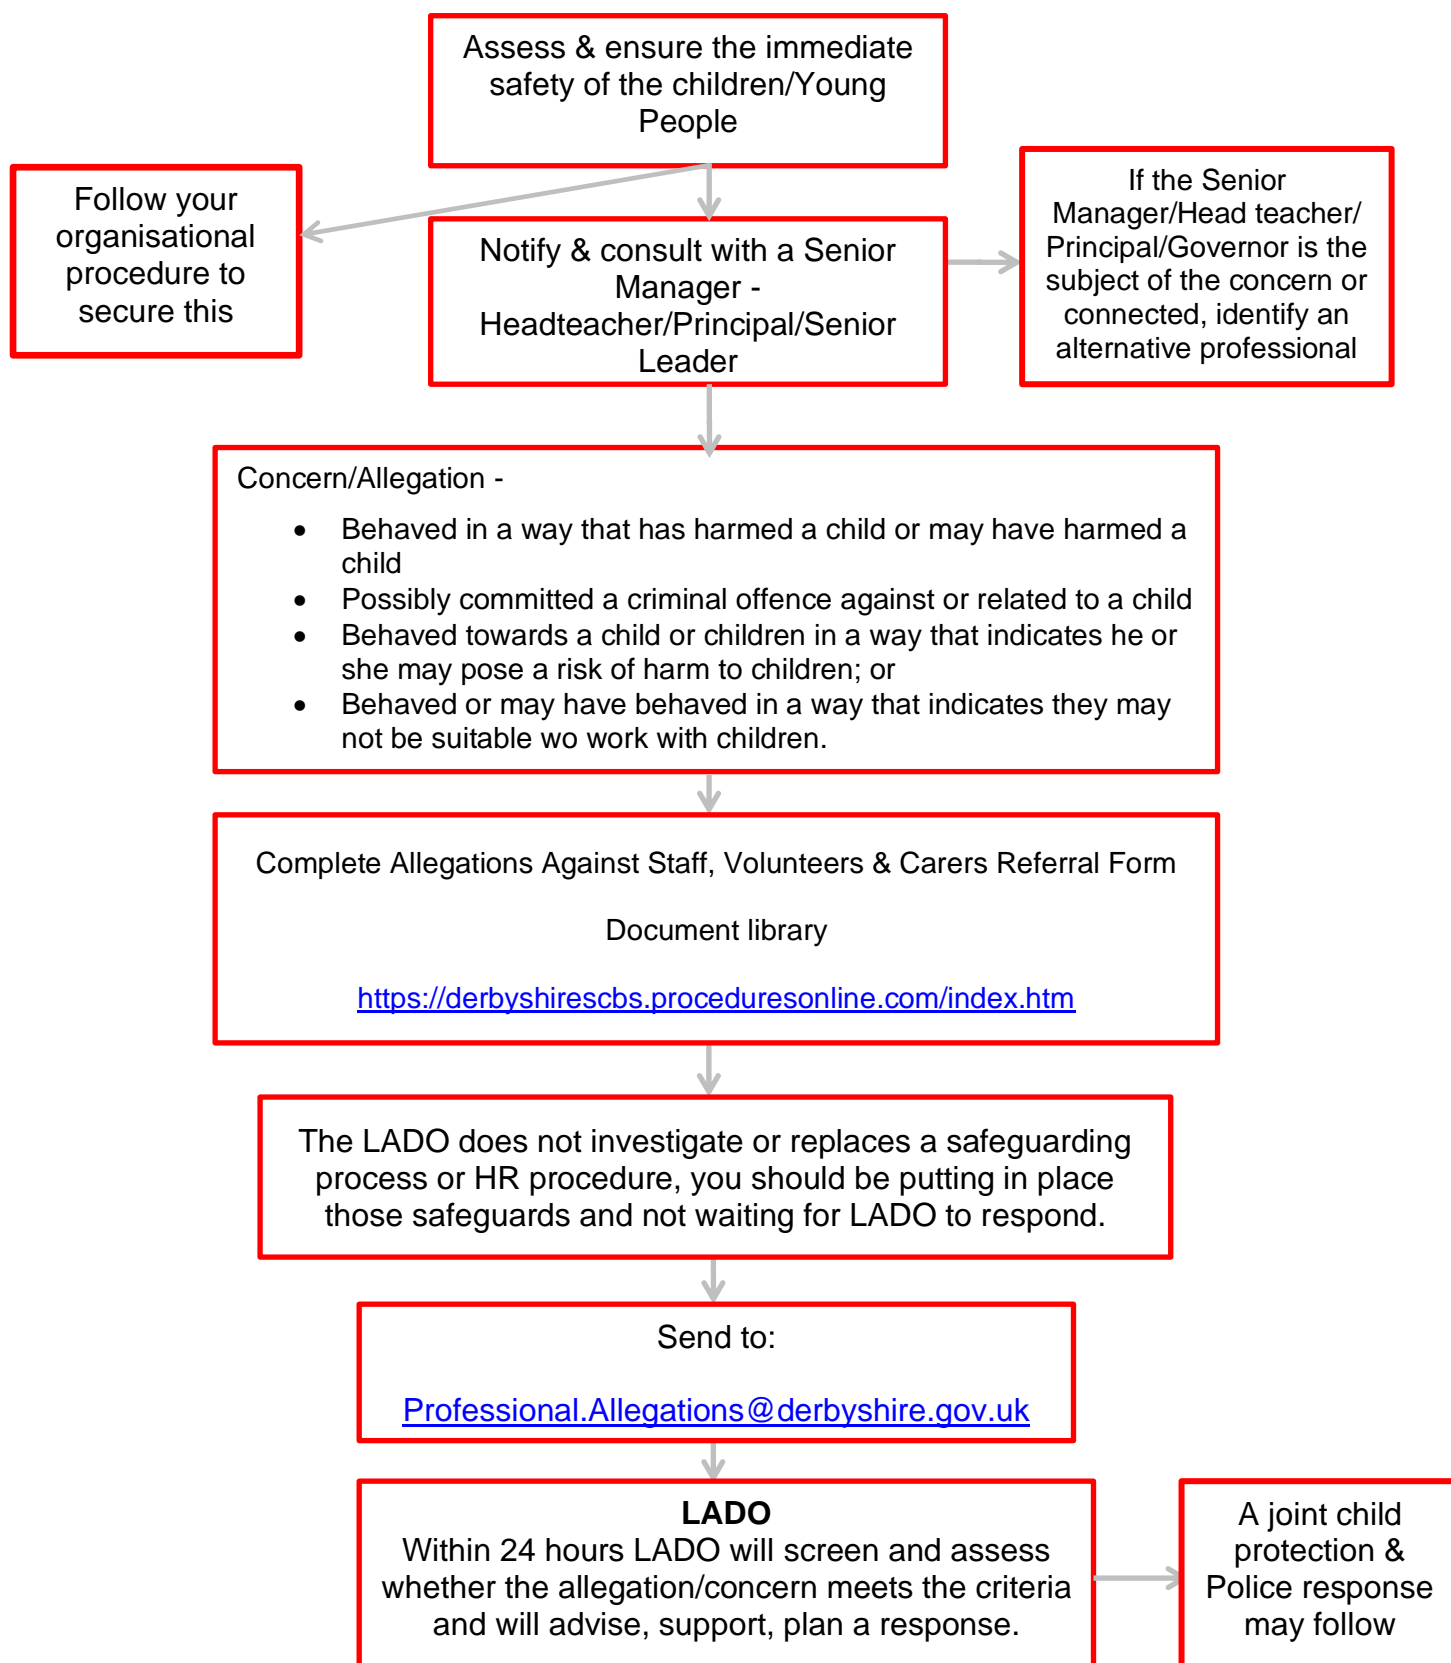 Assess & ensure the immediate
safety of the children/Young
People
Follow your
organisational
procedure to
secure this
Notify & consult with a Senior
Manager -
Headteacher/Principal/Senior
Leader
If the Senior
Manager/Head teacher/
Principal/Governor is the
subject of the concern or
connected, identify an
alternative professional
Concern/Allegation -
• Behaved in a way that has harmed a child or may have harmed a
child
• Possibly committed a criminal offence against or related to a child
• Behaved towards a child or children in a way that indicates he or
she may pose a risk of harm to children; or
• Behaved or may have behaved in a way that indicates they may
not be suitable wo work with children.
Complete Allegations Against Staff, Volunteers & Carers Referral Form
Document library
https://derbyshirescbs.proceduresonline.com/index.htm
The LADO does not investigate or replaces a safeguarding
process or HR procedure, you should be putting in place
those safeguards and not waiting for LADO to respond.
Send to:
Professional.Allegations@derbyshire.gov.uk
LADO
Within 24 hours LADO will screen and assess
whether the allegation/concern meets the criteria
and will advise, support, plan a response.
A joint child
protection &
Police response
may follow